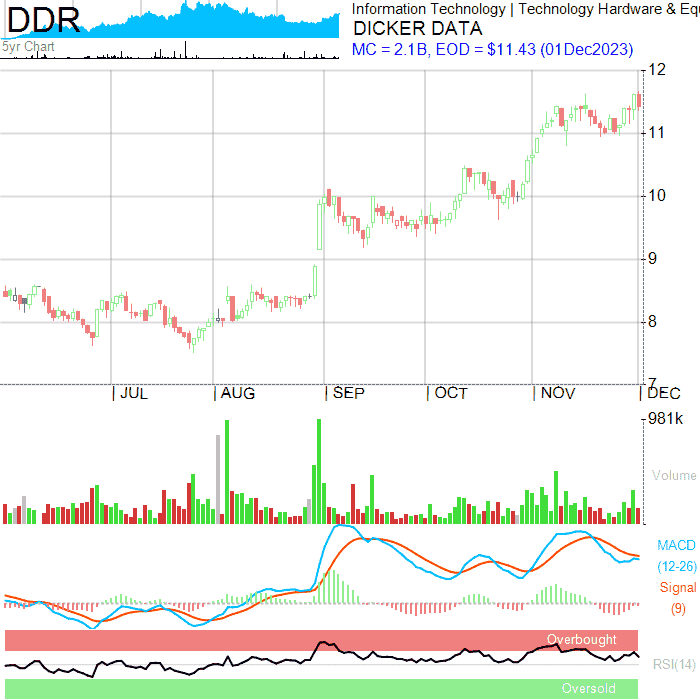 DDR
5yr Chart
Information Technology | Technology Hardware & Equ
DICKER DATA
MC = 2.1B, EOD = $11.43 (01Dec2023)
12
11
10
9
8
7
| JUL | AUG | SEP | OCT | NOV | DEC
981k
Volume
MACD
(12-26)
Signal
(9)
Overbought
RSI(14)
Oversold